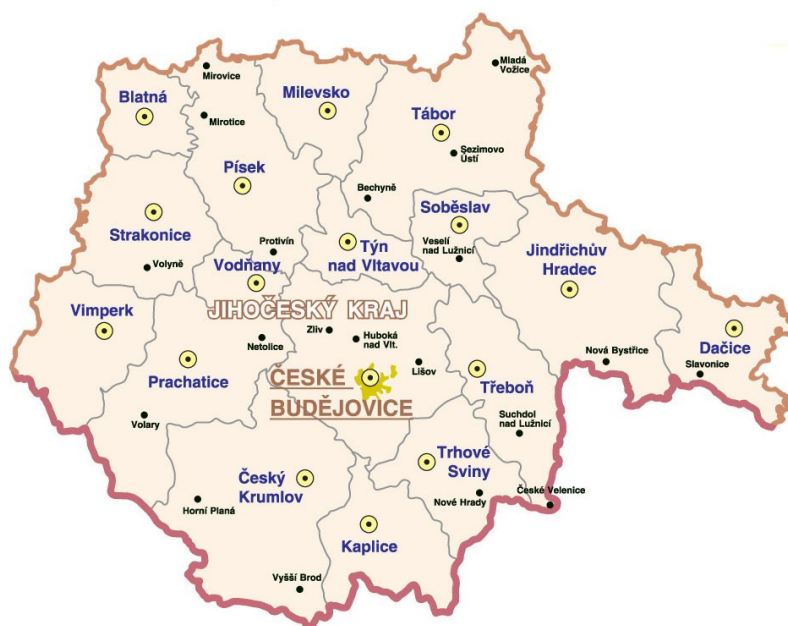 Mladá
Vožice
Mirovice
Blatná
Milevsko
Mirotice
Tábor
Sezimovo
Ústí
Písek
Bechyně
Soběslav
Strakonice
Protivín
Týn
nad Vltavou
Veselí
nad Lužnicí
Jindřichův
Hradec
Volyně
Vodňany
Vimperk
JIHOČESKÝ KRAJ
Zliv
Huboká
nad Vlt.
Netolice
Dačice
Nová Bystřice
Slavonice
Lišov
Prachatice
ČESKÉ
BUDĚJOVICE
Třeboň
Volary
Suchdol
nad Lužnicí
Trhové
Sviny
Český
Krumlov
Horní Planá
Nové Hrady
České Velenice
Kaplice
Vyšší Brod